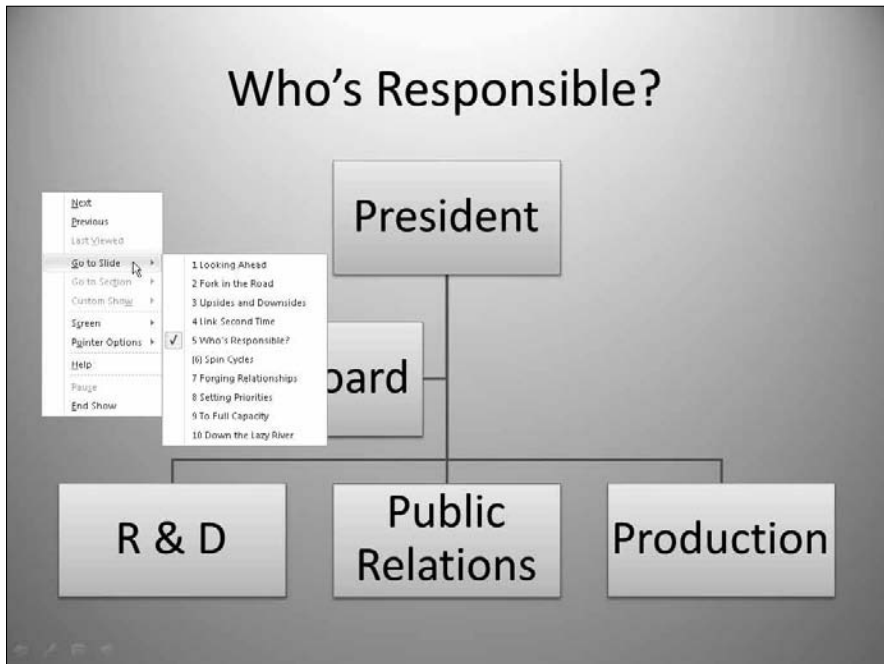 Who's Responsible?
President
Next
Previous
Last Viewed
Go to Slide
Go to Section
Custom Show
Screen
Pointer Options
Help
Pause
End Show
1 Looking Ahead
2 Fork in the Road
3 Upsides and Downsides
4 Link Second Time
5 Who's Responsible?
(6) Spin Cycles
7 Forging Relationships
8 Setting Priorities
9 To Full Capacity
10 Down the Lazy River
oard
R & D
Public
Relations
Production